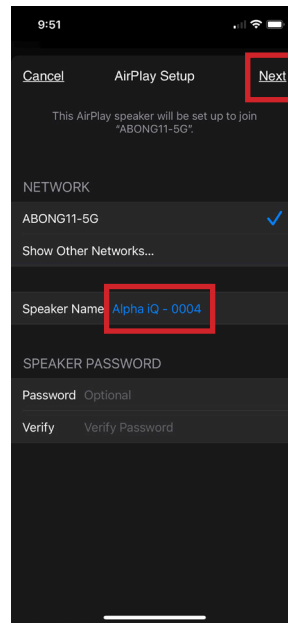 9:51
Cancel AirPlay Setup Next
This AirPlay speaker will be set up to join
“ABONG11-5G”.
NETWORK
ABONG11-5G
Show Other Networks...
Speaker Name Alpha iQ - 0004
SPEAKER PASSWORD
Password Optional
Verify Verify Password